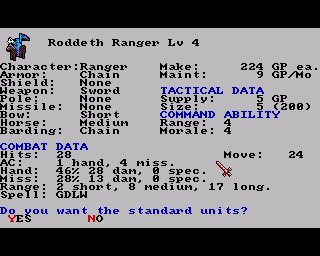 Roddeth Ranger Lv 4
Character:Ranger Make: 224 GP ea.
Armor: Chain Maint: 9 GP/Mo
Shield: None
Weapon: Sword TACTICAL DATA
Pole: None Supply: 5 GP
Missile: None Size: 5 (200)
Bow: Short COMMAND ABILITY
Horse: Medium Range: 4
Barding: Chain Morale: 4
COMBAT DATA
Hits: 28 Move: 24
AC: 1 hand, 4 miss.
Hand: 46% 28 dam, 0 spec.
Miss: 28% 13 dam, 0 spec.
Range: 2 short, 8 medium, 17 long.
Spell: GDLW
Do you want the standard units?
YES NO